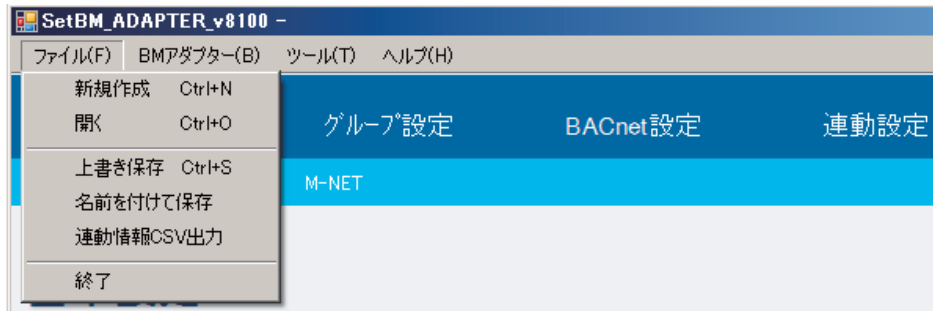 SetBM_ADAPTER_v8100 -
ファイル(F) BMアダプター(B) ツール(T) ヘルプ(H)
新規作成 Ctrl+N
開く Ctrl+O
上書き保存 Ctrl+S
名前を付けて保存
連動情報CSV出力
終了
グループ設定 BACnet設定 連動設定
M-NET